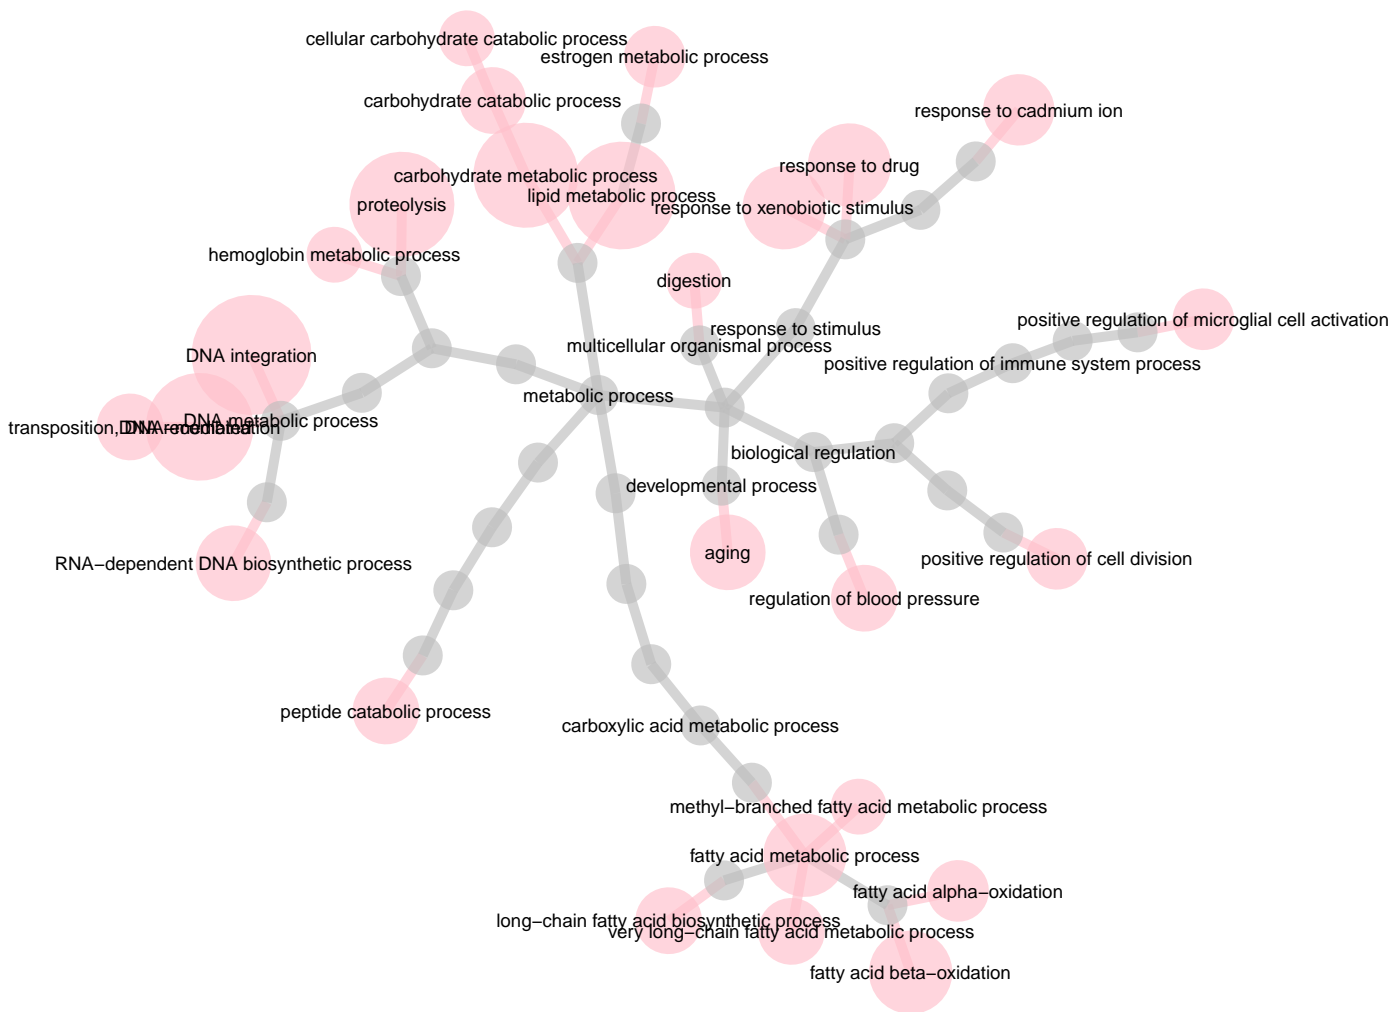 cellular carbohydrate catabolic process
estrogen metabolic process
carbohydrate catabolic process
response to cadmium ion
response to drug
carbohydrate metabolic process
lipid metabolic process
proteolysis
response to xenobiotic stimulus
hemoglobin metabolic process
digestion
positive regulation of microglial cell activation
response to stimulus
multicellular organismal process
DNA integration
positive regulation of immune system process
metabolic process
DNA metabolic process
transposition, DNA−mediated
DNA recombination
biological regulation
developmental process
aging
positive regulation of cell division
RNA−dependent DNA biosynthetic process
regulation of blood pressure
peptide catabolic process
carboxylic acid metabolic process
methyl−branched fatty acid metabolic process
fatty acid metabolic process
fatty acid alpha−oxidation
long−chain fatty acid biosynthetic process
very long−chain fatty acid metabolic process
fatty acid beta−oxidation